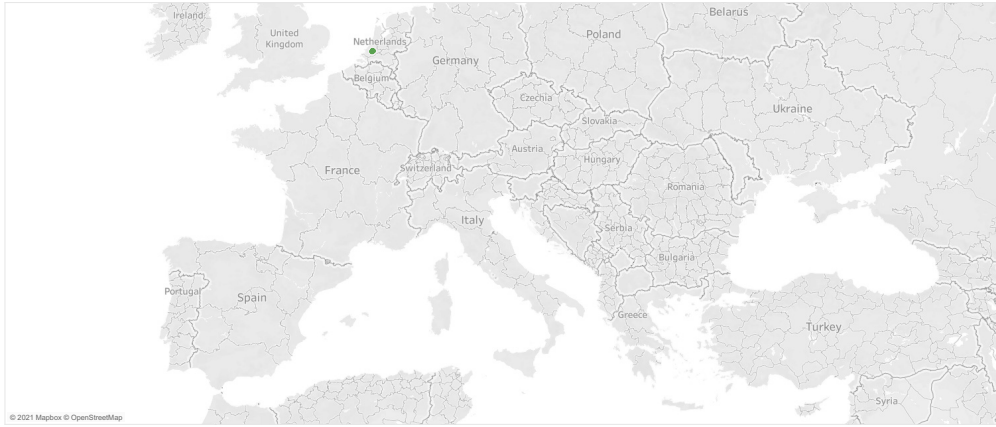 Ireland
United
Kingdom
Netherlands
Belgium
Germany
Poland
Belarus
Czechia
Slovakia
Ukraine
Austria
Hungary
France
Switzerland
Romania
Italy
Serbia
Bulgaria
Portugal
Spain
Greece
Turkey
Syria
© 2021 Mapbox © OpenStreetMap